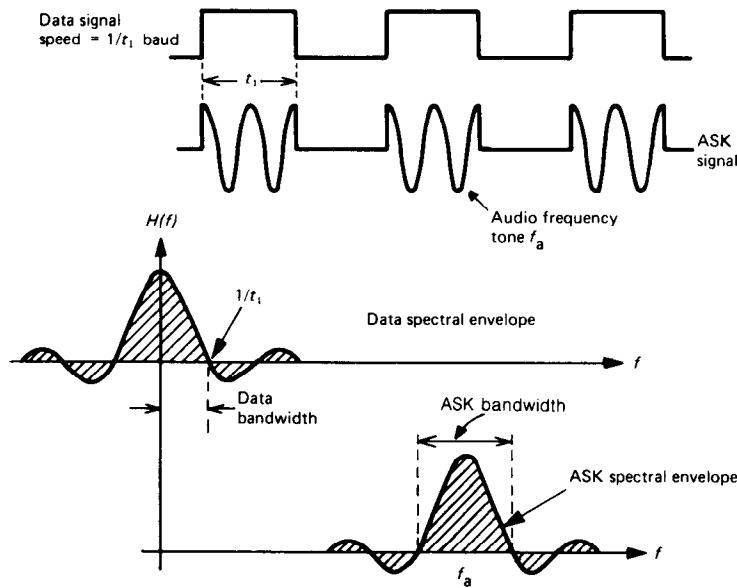 Data signal
speed = 1/t₁ baud
t₁
ASK
signal
Audio frequency
tone fₐ
H(f)
1/t₁
Data spectral envelope
f
Data
bandwidth
ASK bandwidth
ASK spectral envelope
fₐ
f